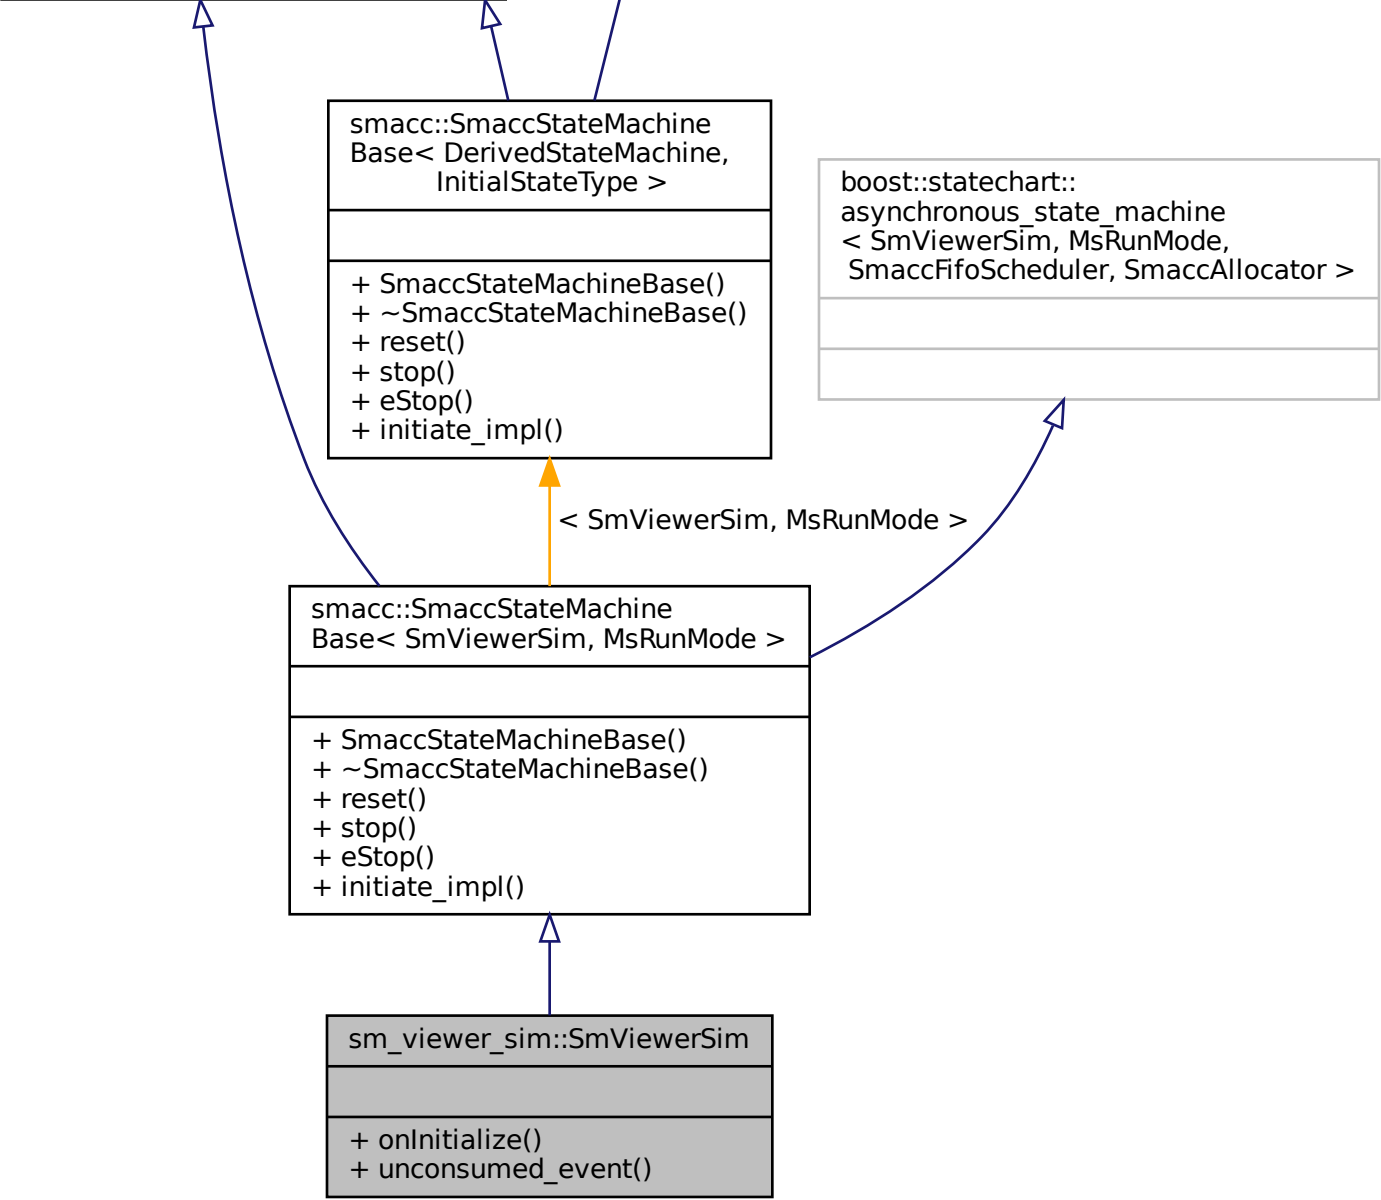 smacc::SmaccStateMachine
Base< DerivedStateMachine,
InitialStateType >
+ SmaccStateMachineBase()
+ ~SmaccStateMachineBase()
+ reset()
+ stop()
+ eStop()
+ initiate_impl()
boost::statechart::
asynchronous_state_machine
< SmViewerSim, MsRunMode,
SmaccFifoScheduler, SmaccAllocator >
< SmViewerSim, MsRunMode >
smacc::SmaccStateMachine
Base< SmViewerSim, MsRunMode >
+ SmaccStateMachineBase()
+ ~SmaccStateMachineBase()
+ reset()
+ stop()
+ eStop()
+ initiate_impl()
sm_viewer_sim::SmViewerSim
+ onInitialize()
+ unconsumed_event()